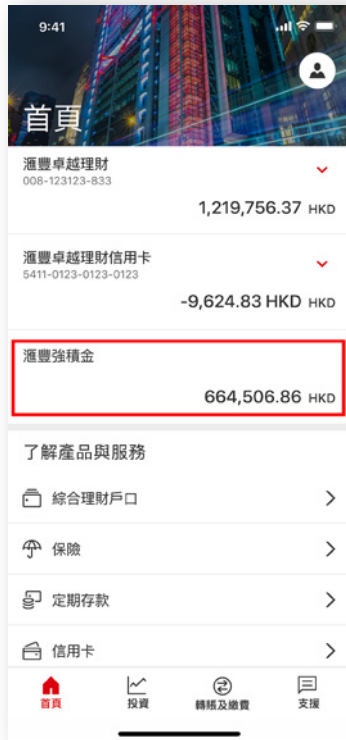 9:41
首頁
滙豐卓越理財
008-123123-833
1,219,756.37 HKD
滙豐卓越理財信用卡
5411-0123-0123-0123
-9,624.83 HKD HKD
滙豐強積金
664,506.86 HKD
了解產品與服務
綜合理財戶口
保險
定期存款
信用卡
首頁 投資 轉賬及繳費 支援